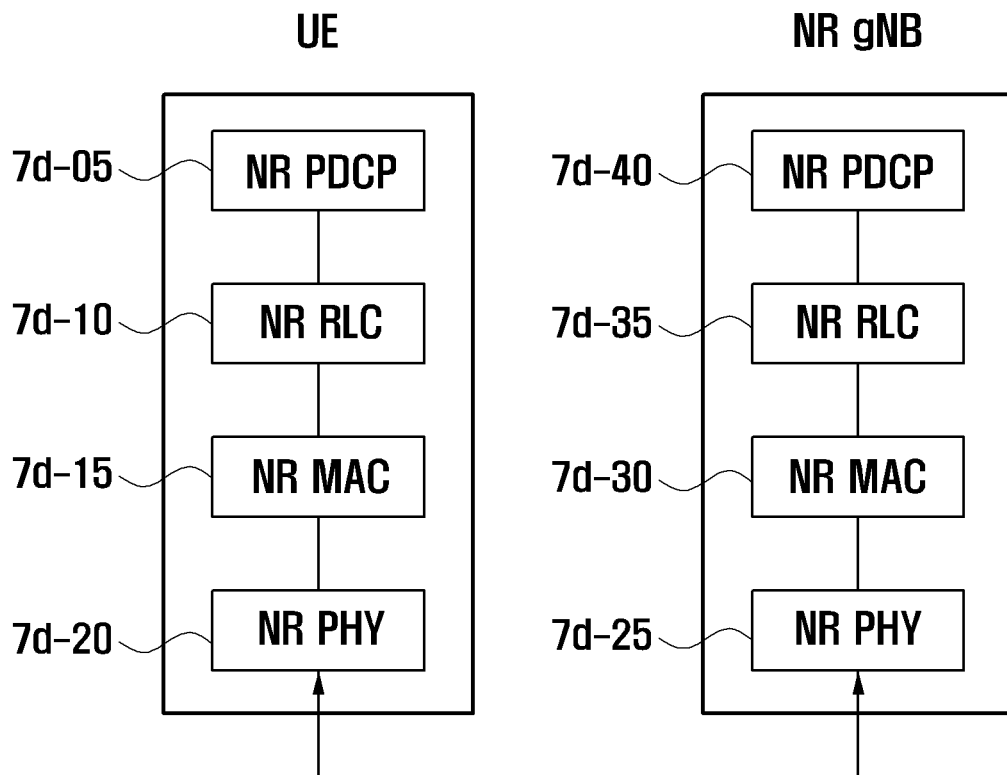 UE NR gNB
7d-05 NR PDCP 7d-40 NR PDCP
7d-10 NR RLC 7d-35 NR RLC
7d-15 NR MAC 7d-30 NR MAC
7d-20 NR PHY 7d-25 NR PHY